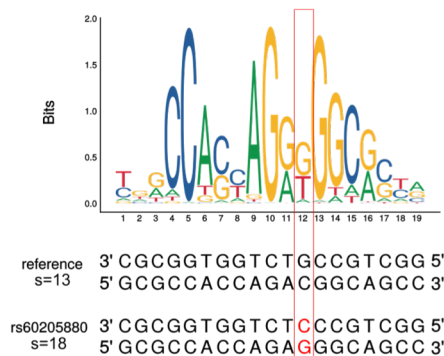 Bits
2.0
1.5
1.0
0.5
0.0
T C G C C A C C A G G G G G C G C T A
T G T A T A A
1 2 3 4 5 6 7 8 9 10 11 12 13 14 15 16 17 18 19
reference
s=13
3' CGCGGTGGTCTGCCGTCGG 5'
5' GCGCCACCAGACGGCAGCC 3'
rs60205880
s=18
3' CGCGGTGGTCTCCCGTCGG 5'
5' GCGCCACCAGAGGGCAGCC 3'